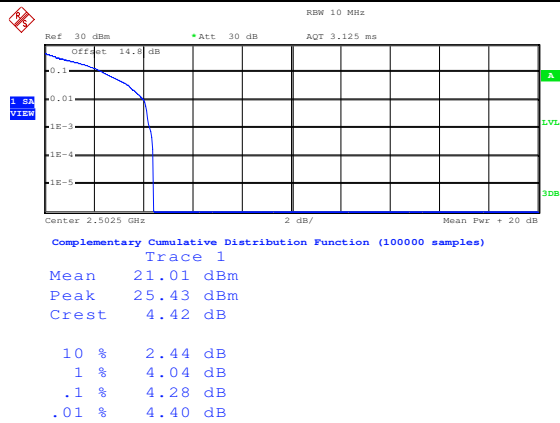 RBW 10 MHz
Ref 30 dBm *Att 30 dB AQT 3.125 ms
Offset 14.8 dB
0.1
A
0.01
1 SA
VIEW
1E-3
LVL
1E-4
1E-5
3DB
Center 2.5025 GHz 2 dB/ Mean Pwr + 20 dB
Complementary Cumulative Distribution Function (100000 samples)
Trace 1
Mean 21.01 dBm
Peak 25.43 dBm
Crest 4.42 dB
10 % 2.44 dB
1 % 4.04 dB
.1 % 4.28 dB
.01 % 4.40 dB